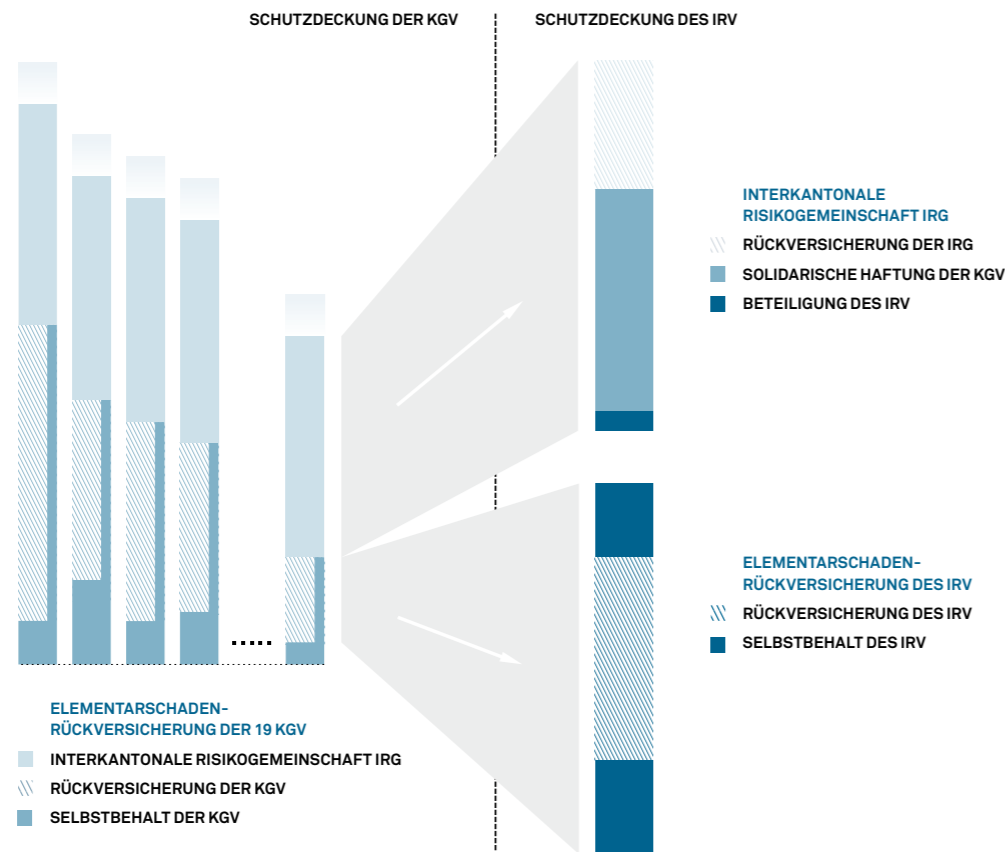 SCHUTZDECKUNG DER KGV
SCHUTZDECKUNG DES IRV
INTERKANTONALE
RISIKOGEMEINSCHAFT IRG
RÜCKVERSICHERUNG DER IRG
SOLIDARISCHE HAFTUNG DER KGV
BETEILIGUNG DES IRV
ELEMENTARSCHADEN-
RÜCKVERSICHERUNG DES IRV
RÜCKVERSICHERUNG DES IRV
SELBSTBEHALT DES IRV
ELEMENTARSCHADEN-
RÜCKVERSICHERUNG DER 19 KGV
INTERKANTONALE RISIKOGEMEINSCHAFT IRG
RÜCKVERSICHERUNG DER KGV
SELBSTBEHALT DER KGV